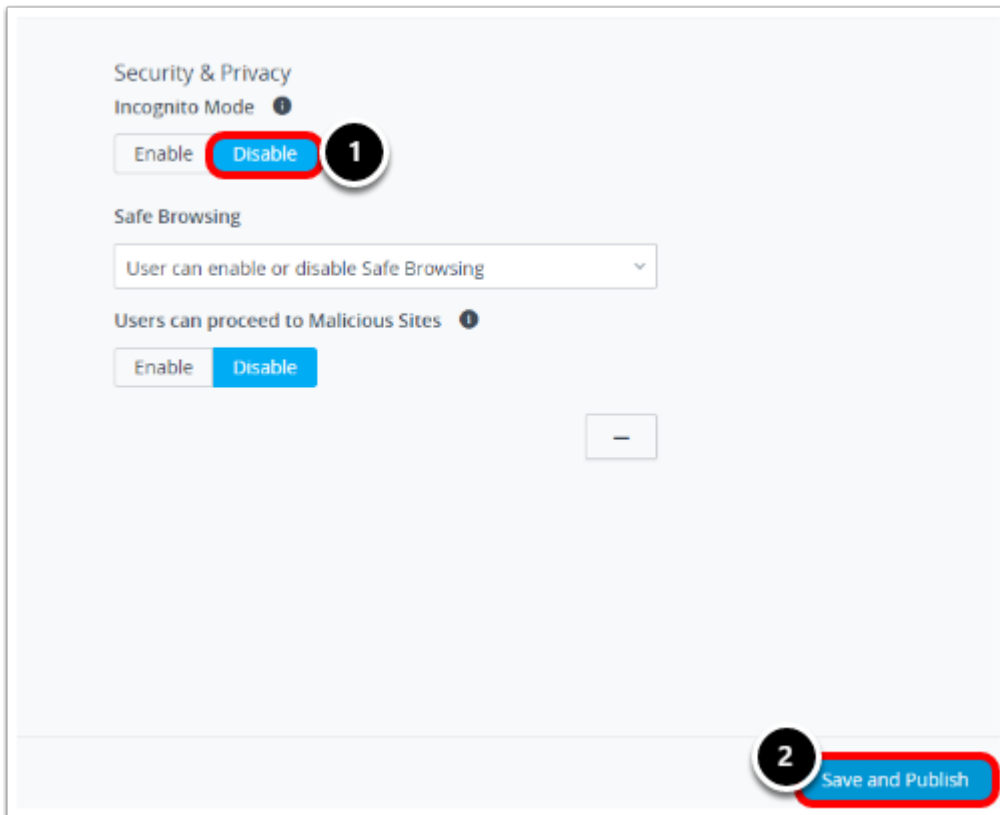 Security & Privacy
Incognito Mode
Enable Disable 1
Safe Browsing
User can enable or disable Safe Browsing
Users can proceed to Malicious Sites
Enable Disable
2 Save and Publish